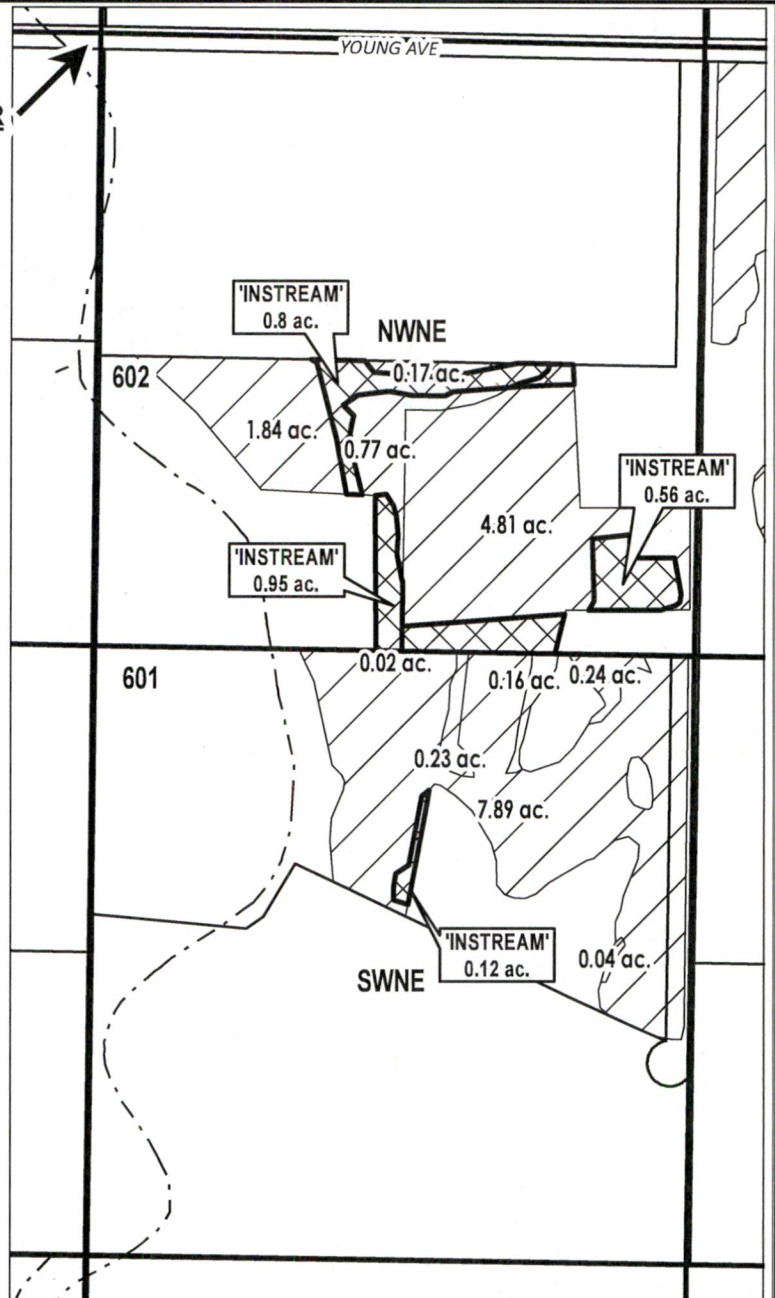 YOUNG AVE
'INSTREAM'
0.8 ac.
NWNE
602
0.17 ac.
1.84 ac.
0.77 ac.
'INSTREAM'
0.56 ac.
4.81 ac.
'INSTREAM'
0.95 ac.
0.02 ac.
601
0.16 ac.
0.24 ac.
0.23 ac.
7.89 ac.
'INSTREAM'
0.12 ac.
0.04 ac.
SWNE